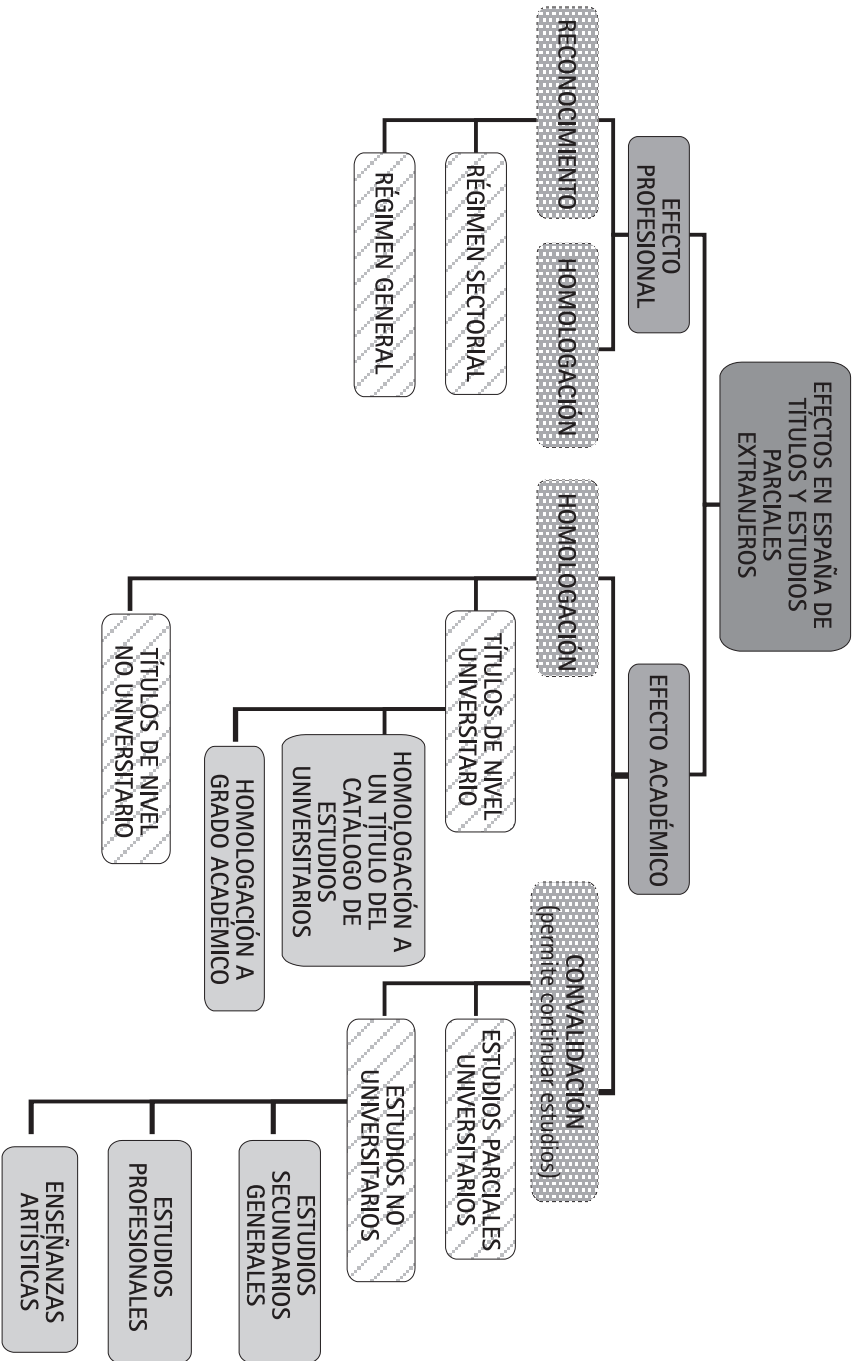 EFECTOS EN ESPAÑA DE
TÍTULOS Y ESTUDIOS
PARCIALES
EXTRANJEROS
EFECTO
PROFESIONAL
RECONOCIMIENTO
RÉGIMEN SECTORIAL
RÉGIMEN GENERAL
HOMOLOGACIÓN
EFECTO ACADÉMICO
HOMOLOGACIÓN
TÍTULOS DE NIVEL
UNIVERSITARIO
HOMOLOGACIÓN A
UN TÍTULO DEL
CATÁLOGO DE
ESTUDIOS
UNIVERSITARIOS
HOMOLOGACIÓN A
GRADO ACADÉMICO
TÍTULOS DE NIVEL
NO UNIVERSITARIO
CONVALIDACIÓN
(permite continuar estudios)
ESTUDIOS PARCIALES
UNIVERSITARIOS
ESTUDIOS NO
UNIVERSITARIOS
ESTUDIOS
SECUNDARIOS
GENERALES
ESTUDIOS
PROFESIONALES
ENSEÑANZAS
ARTÍSTICAS